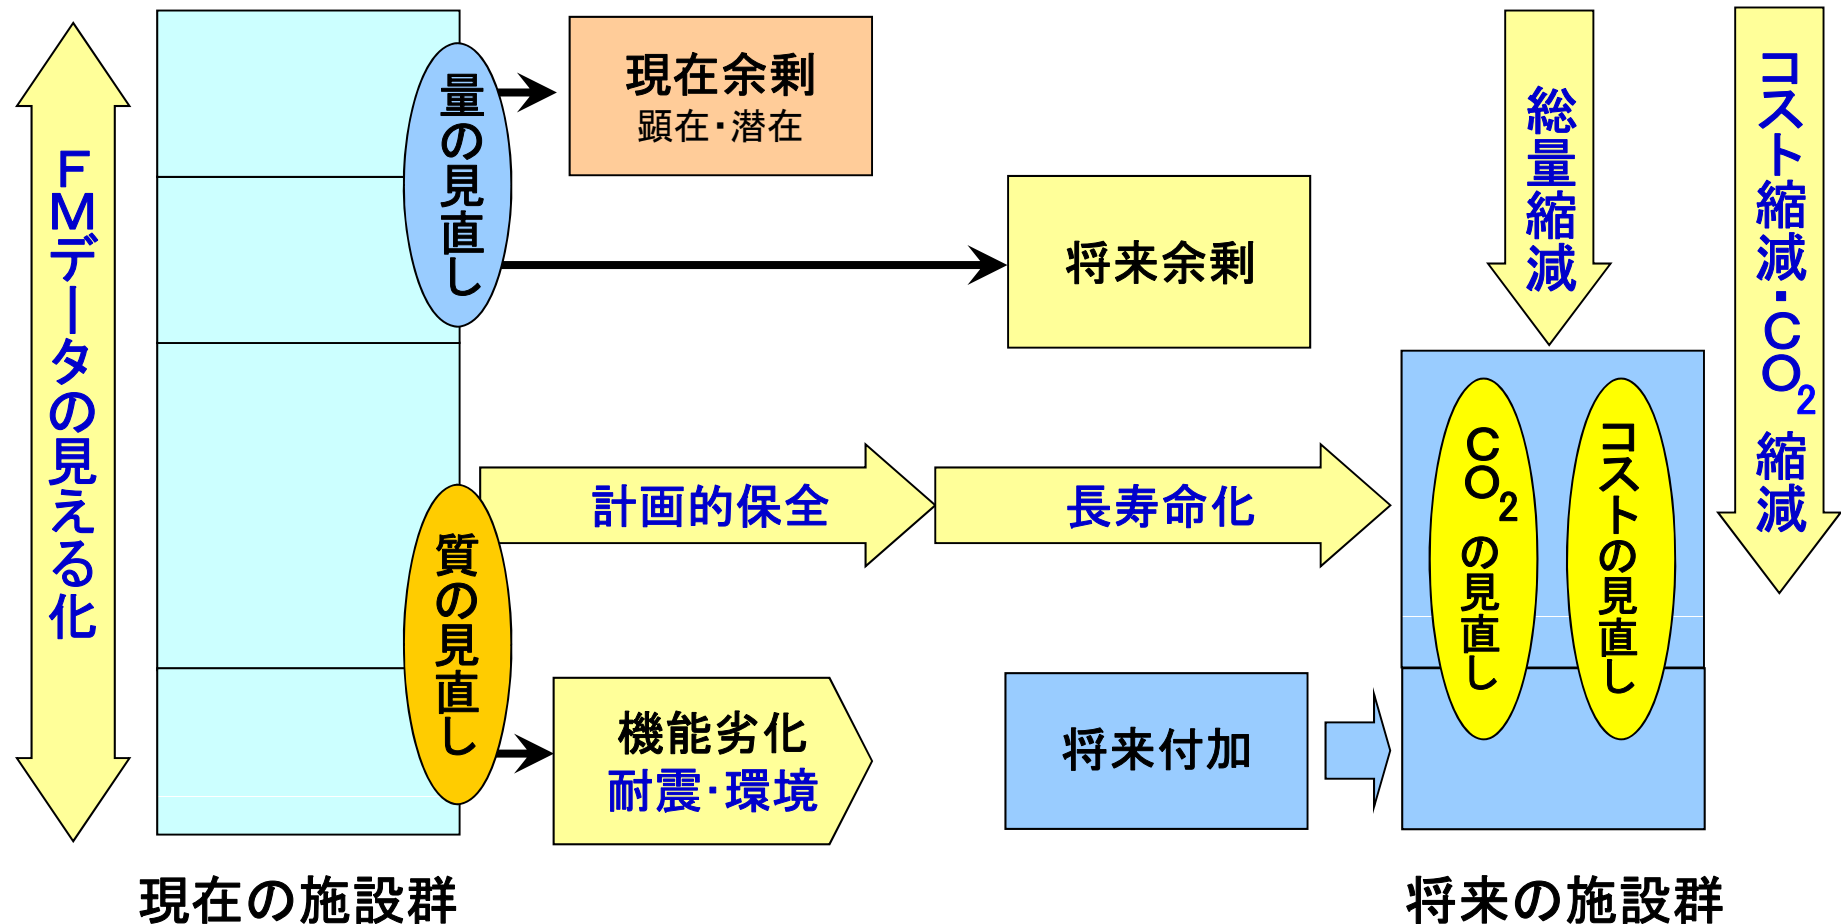 FMデータの見える化
量の見直し
現在余剰
顕在・潜在
将来余剰
総量縮減
コスト縮減・CO2縮減
計画的保全
長寿命化
質の見直し
CO2の見直し
コストの見直し
機能劣化
耐震・環境
将来付加
現在の施設群
将来の施設群